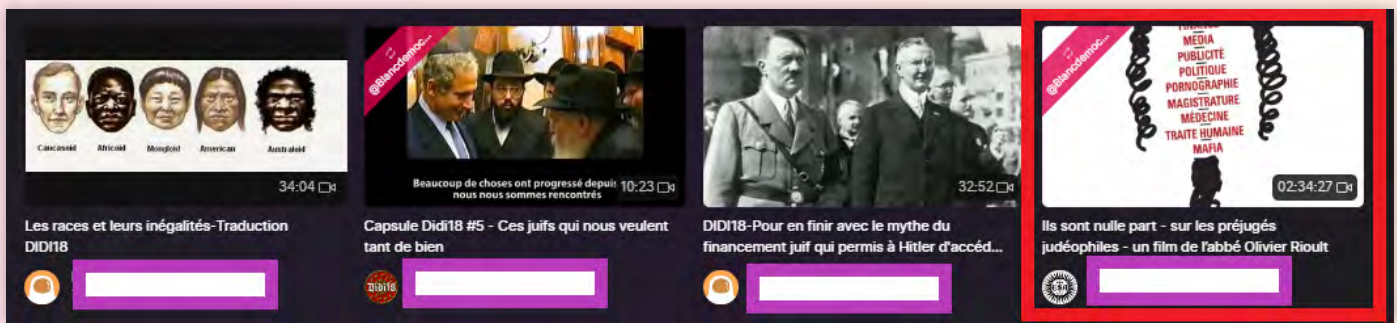 Caucasoid Africoid Mongloid American Australoid
34:04
Les races et leurs inégalités-Traduction
DIDI18
@Blancdemoc...
Beaucoup de choses ont progressé depuis
nous nous sommes rencontrés
10:23
Capsule Didi18 #5 - Ces juifs qui nous veulent
tant de bien
Didi18
32:52
DIDI18-Pour en finir avec le mythe du
financement juif qui permis à Hitler d'accéd...
@Blancdemoc...
MEDIA
PUBLICITÉ
POLITIQUE
PORNOGRAPHIE
MAGISTRATURE
MÉDECINE
TRAITE HUMAINE
MAFIA
02:34:27
Ils sont nulle part - sur les préjugés
judéophiles - un film de l'abbé Olivier Rioult